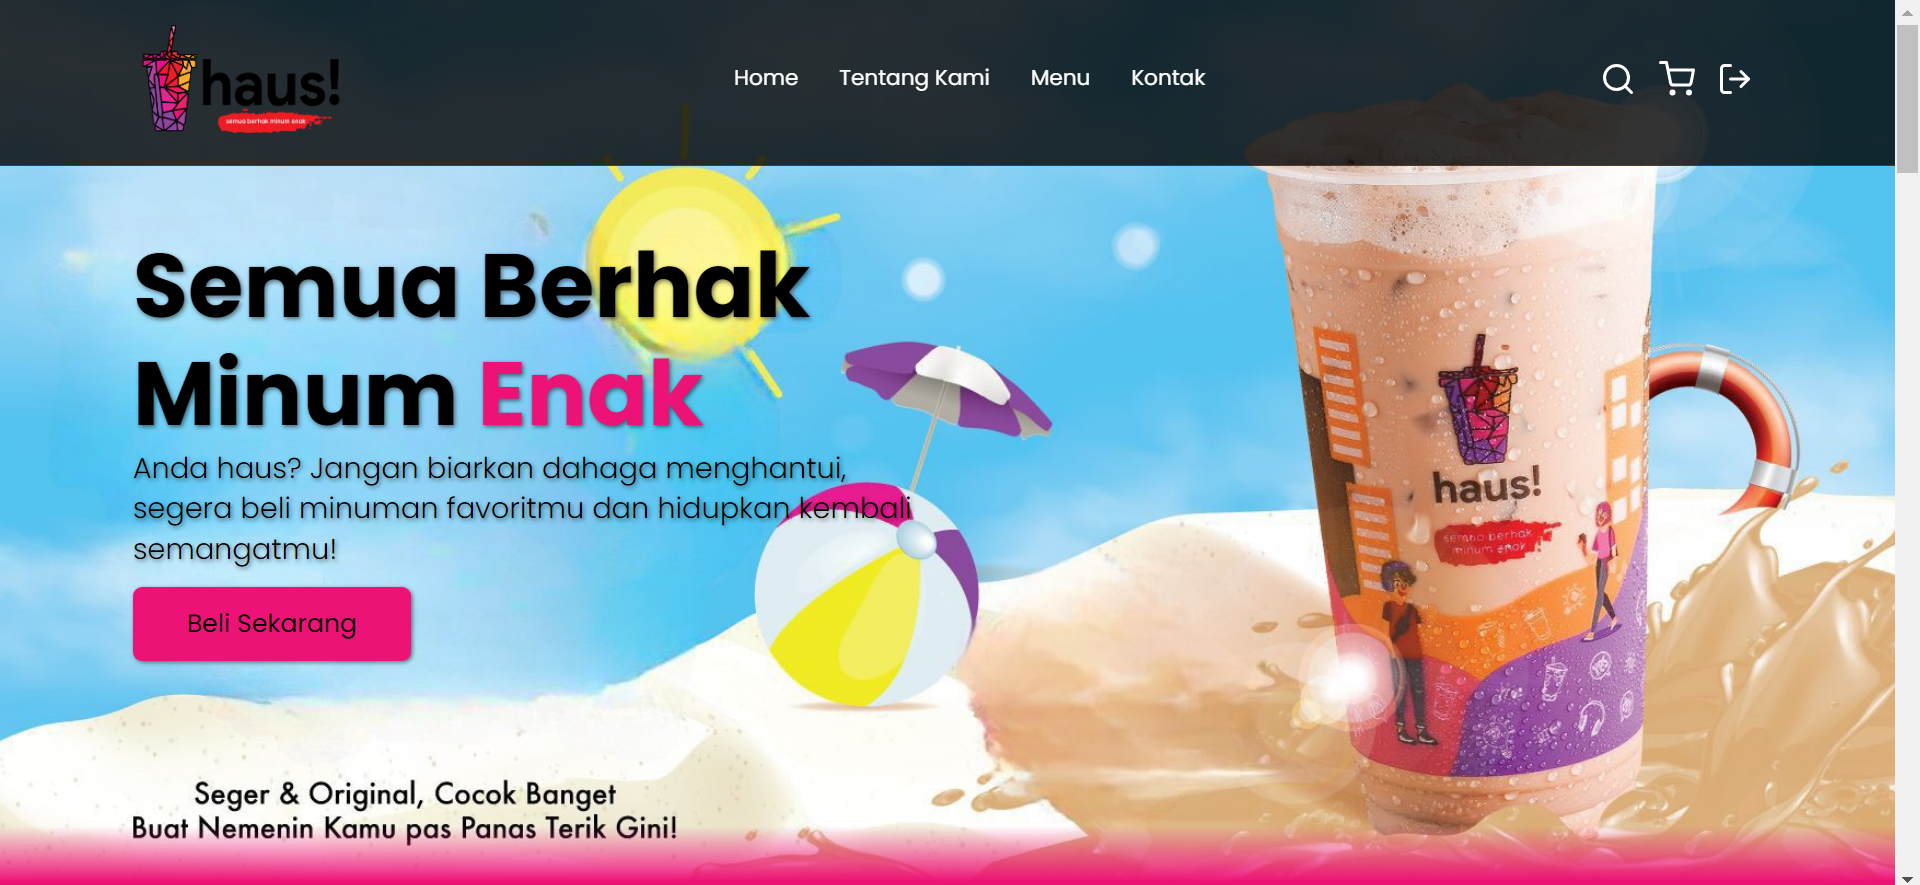 haus!
semua berhak minum enak
Home
Tentang Kami
Menu
Kontak
Semua Berhak
Minum Enak
Anda haus? Jangan biarkan dahaga menghantui,
segera beli minuman favoritmu dan hidupkan kembali
semangatmu!
Beli Sekarang
haus!
semua berhak
minum enak
Seger & Original, Cocok Banget
Buat Nemenin Kamu pas Panas Terik Gini!